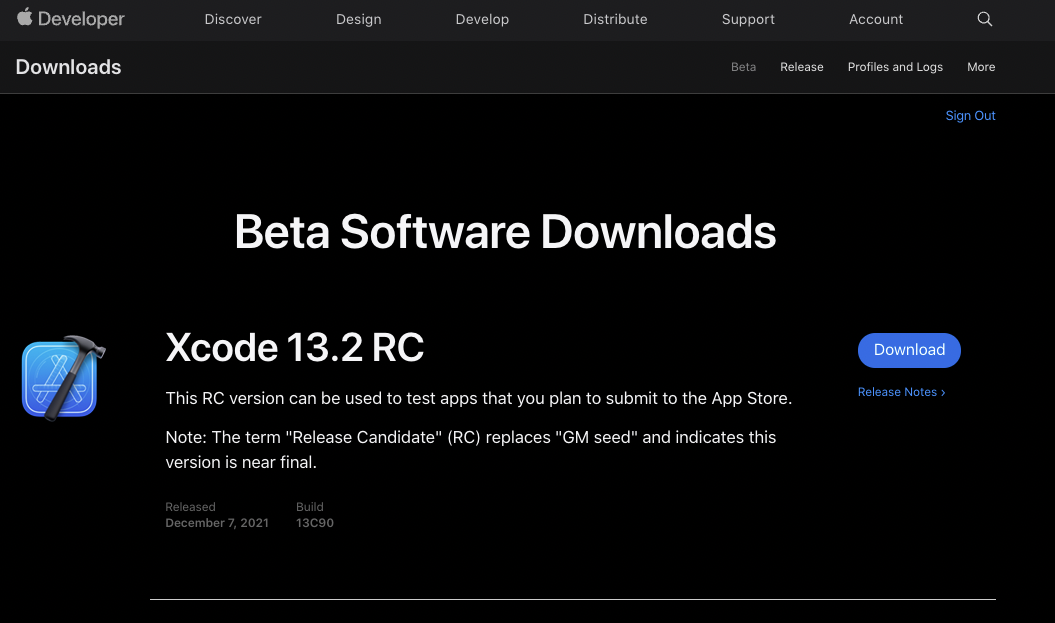 Developer Discover Design Develop Distribute Support Account
Downloads Beta Release Profiles and Logs More
Sign Out
Beta Software Downloads
Xcode 13.2 RC
Download
This RC version can be used to test apps that you plan to submit to the App Store.
Release Notes ›
Note: The term "Release Candidate" (RC) replaces "GM seed" and indicates this
version is near final.
Released Build
December 7, 2021 13C90